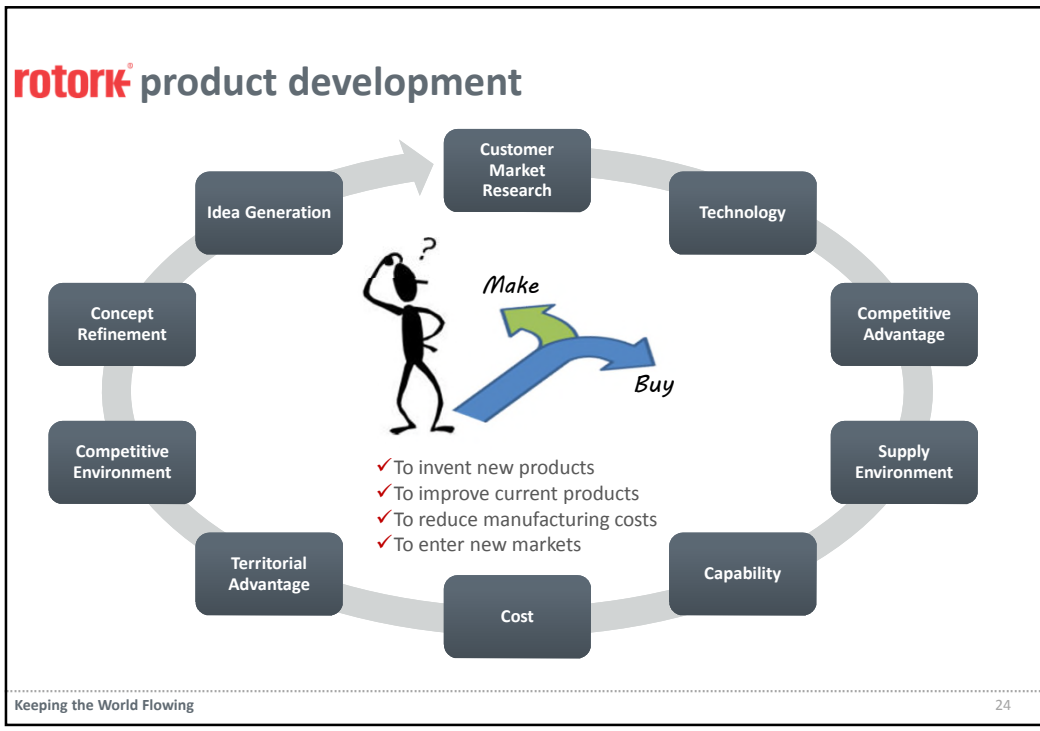 rotork® product development
Customer
Market
Research
Technology
Competitive
Advantage
Supply
Environment
Capability
Cost
Territorial
Advantage
Competitive
Environment
Concept
Refinement
Idea Generation
?
Make
Buy
✓To invent new products
✓To improve current products
✓To reduce manufacturing costs
✓To enter new markets
Keeping the World Flowing
24